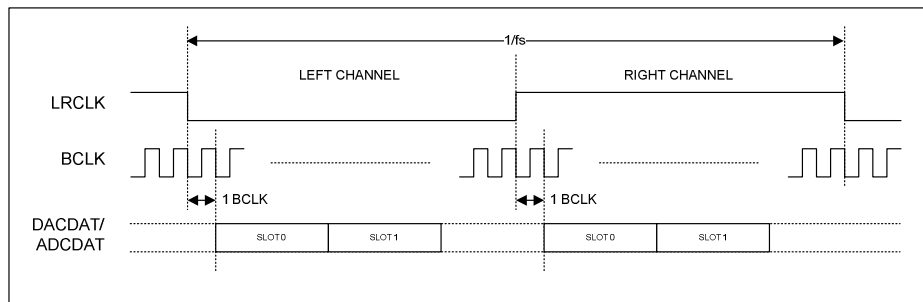 1/fs
LEFT CHANNEL
RIGHT CHANNEL
LRCLK
BCLK
1 BCLK
1 BCLK
DACDAT/
ADCDAT
SLOT0
SLOT1
SLOT0
SLOT1